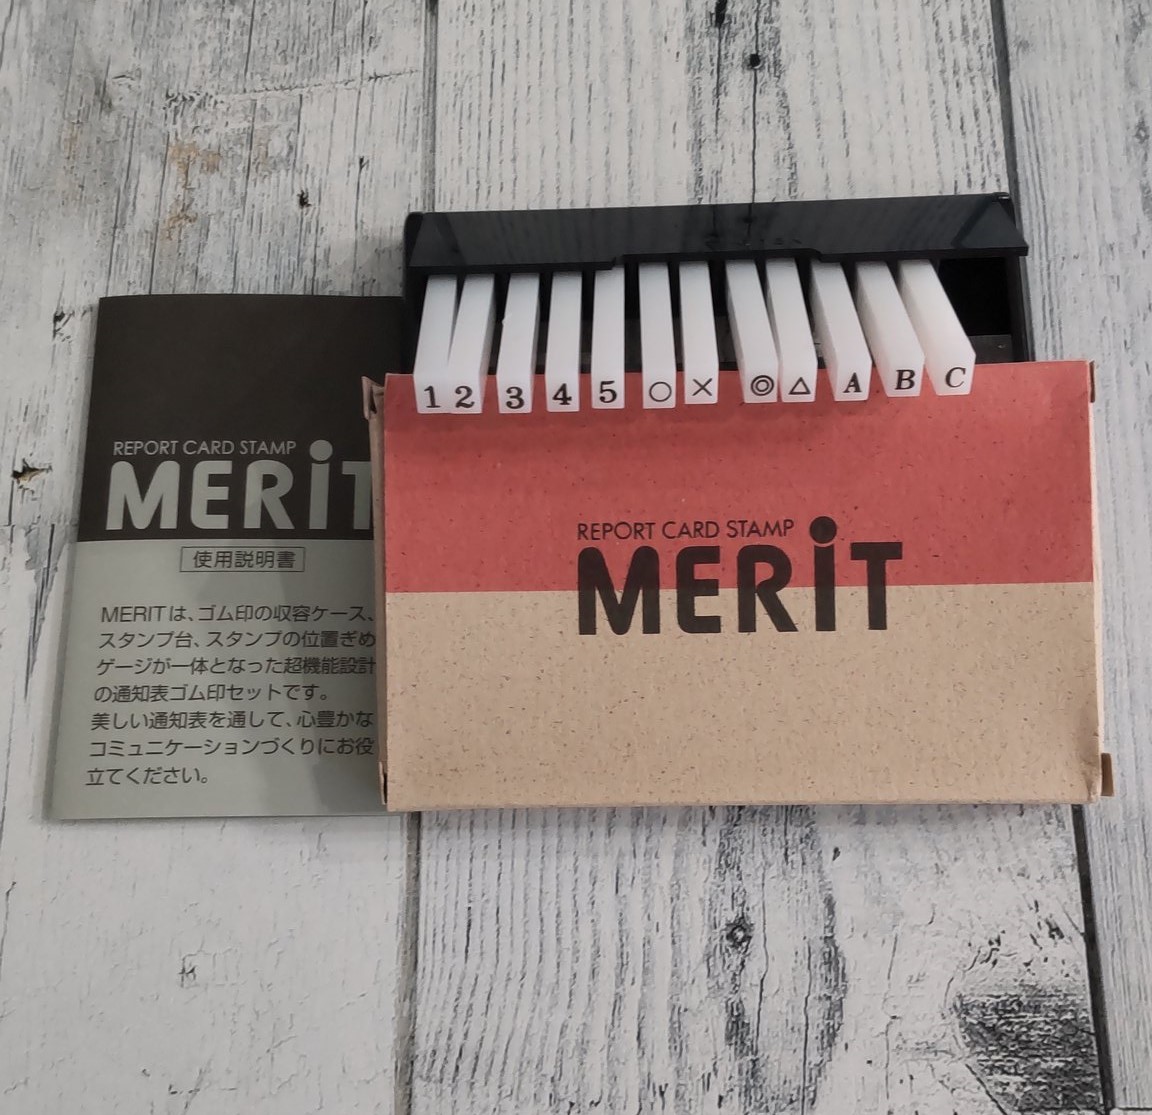 1 2 3 4 5 ○ × ◎ △ A B C
REPORT CARD STAMP
MERIT
使用説明書
MERITは、ゴム印の収容ケース、
スタンプ台、スタンプの位置ぎめ
ゲージが一体となった超機能設計
の通知表ゴム印セットです。
美しい通知表を通して、心豊かな
コミュニケーションづくりにお役
立てください。
REPORT CARD STAMP
MERIT